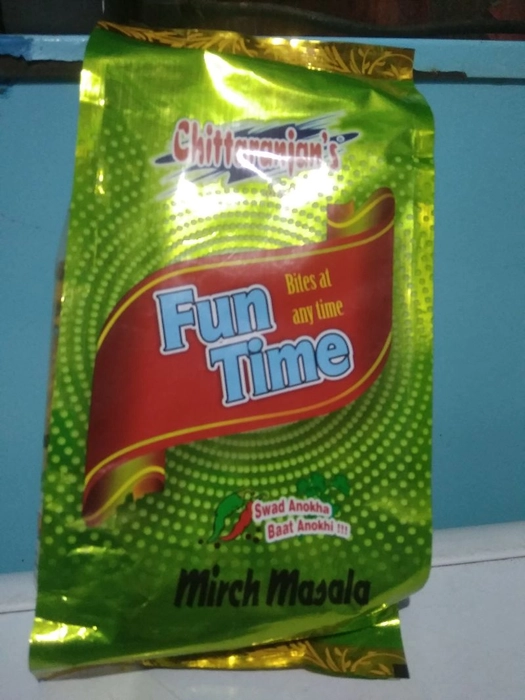 Chittaranjan's
Bites at
any time
Fun
Time
Swad Anokha
Baat Anokhi !!!
Mirch Masala